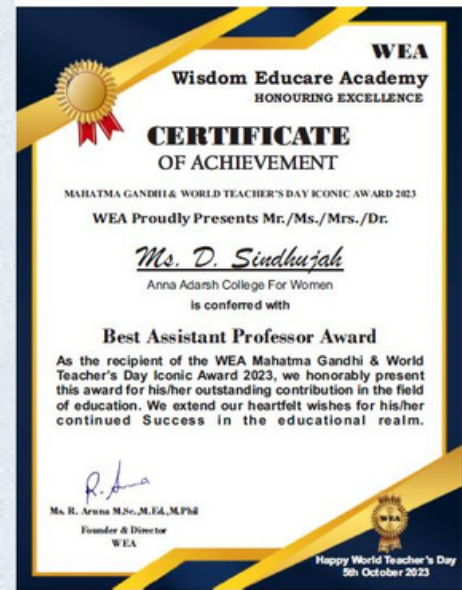 WEA
Wisdom Educare Academy
HONOURING EXCELLENCE
CERTIFICATE
OF ACHIEVEMENT
MAHATMA GANDHI & WORLD TEACHER'S DAY ICONIC AWARD 2023
WEA Proudly Presents Mr./Ms./Mrs./Dr.
Ms. D. Sindhujah
Anna Adarsh College For Women
is conferred with
Best Assistant Professor Award
As the recipient of the WEA Mahatma Gandhi & World
Teacher's Day Iconic Award 2023, we honorably present
this award for his/her outstanding contribution in the field
of education. We extend our heartfelt wishes for his/her
continued Success in the educational realm.
R. Aruna
Ms. R. Aruna M.Sc.,M.Ed.,M.Phil
Founder & Director
WEA
WEA
Happy World Teacher's Day
5th October 2023